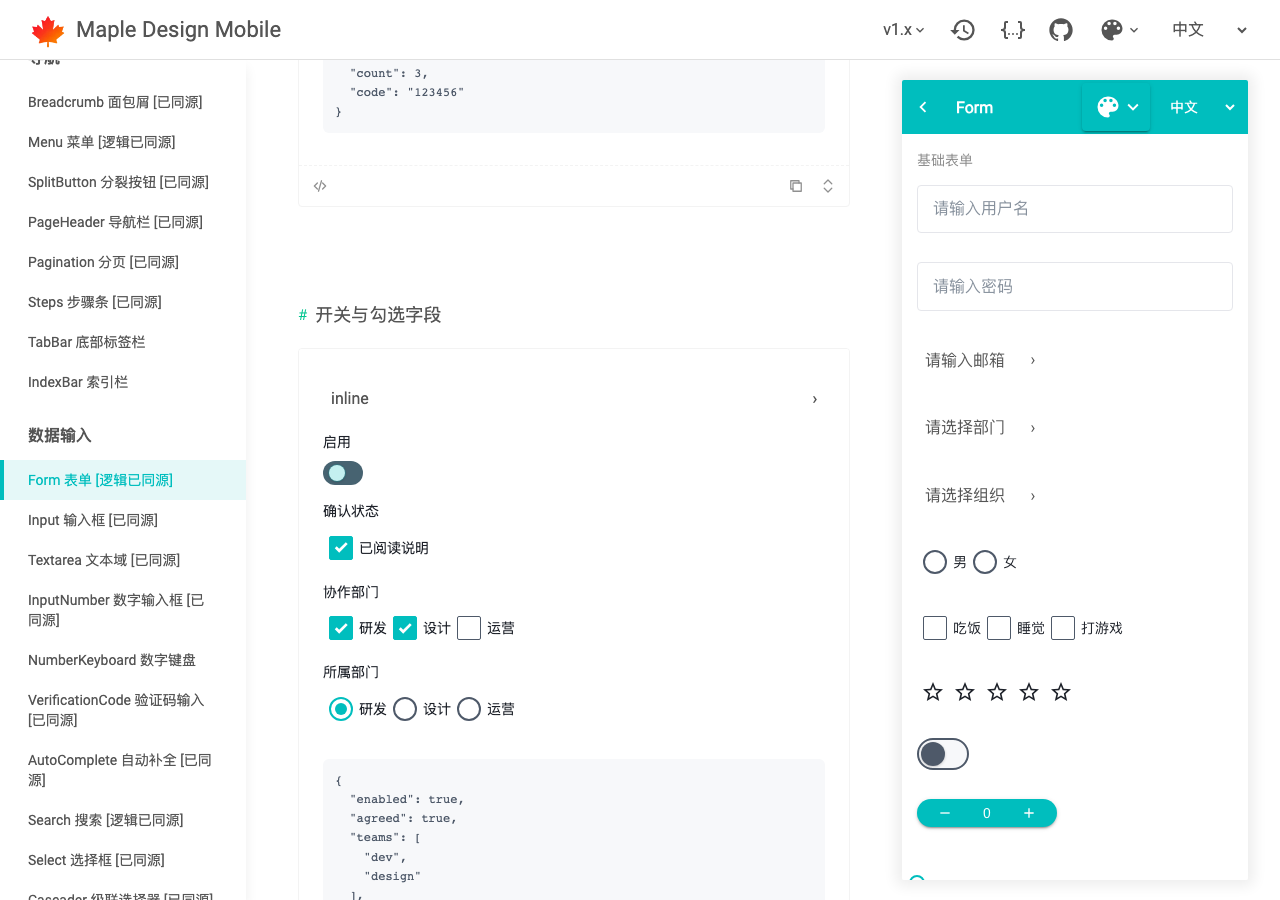 Maple Design Mobile
v1.x
中文
导航
Breadcrumb 面包屑 [已同源]
Menu 菜单 [逻辑已同源]
SplitButton 分裂按钮 [已同源]
PageHeader 导航栏 [已同源]
Pagination 分页 [已同源]
Steps 步骤条 [已同源]
TabBar 底部标签栏
IndexBar 索引栏
数据输入
Form 表单 [逻辑已同源]
Input 输入框 [已同源]
Textarea 文本域 [已同源]
InputNumber 数字输入框 [已
同源]
NumberKeyboard 数字键盘
VerificationCode 验证码输入
[已同源]
AutoComplete 自动补全 [已同
源]
Search 搜索 [逻辑已同源]
Select 选择框 [已同源]
Cascader 级联选择器 [已同源]
"count": 3,
"code": "123456"
}
# 开关与勾选字段
inline ›
启用
确认状态
已阅读说明
协作部门
研发 设计 运营
所属部门
研发 设计 运营
{
"enabled": true,
"agreed": true,
"teams": [
"dev",
"design"
],
Form
中文
基础表单
请输入用户名
请输入密码
请输入邮箱 ›
请选择部门 ›
请选择组织 ›
男 女
吃饭 睡觉 打游戏
− 0 +